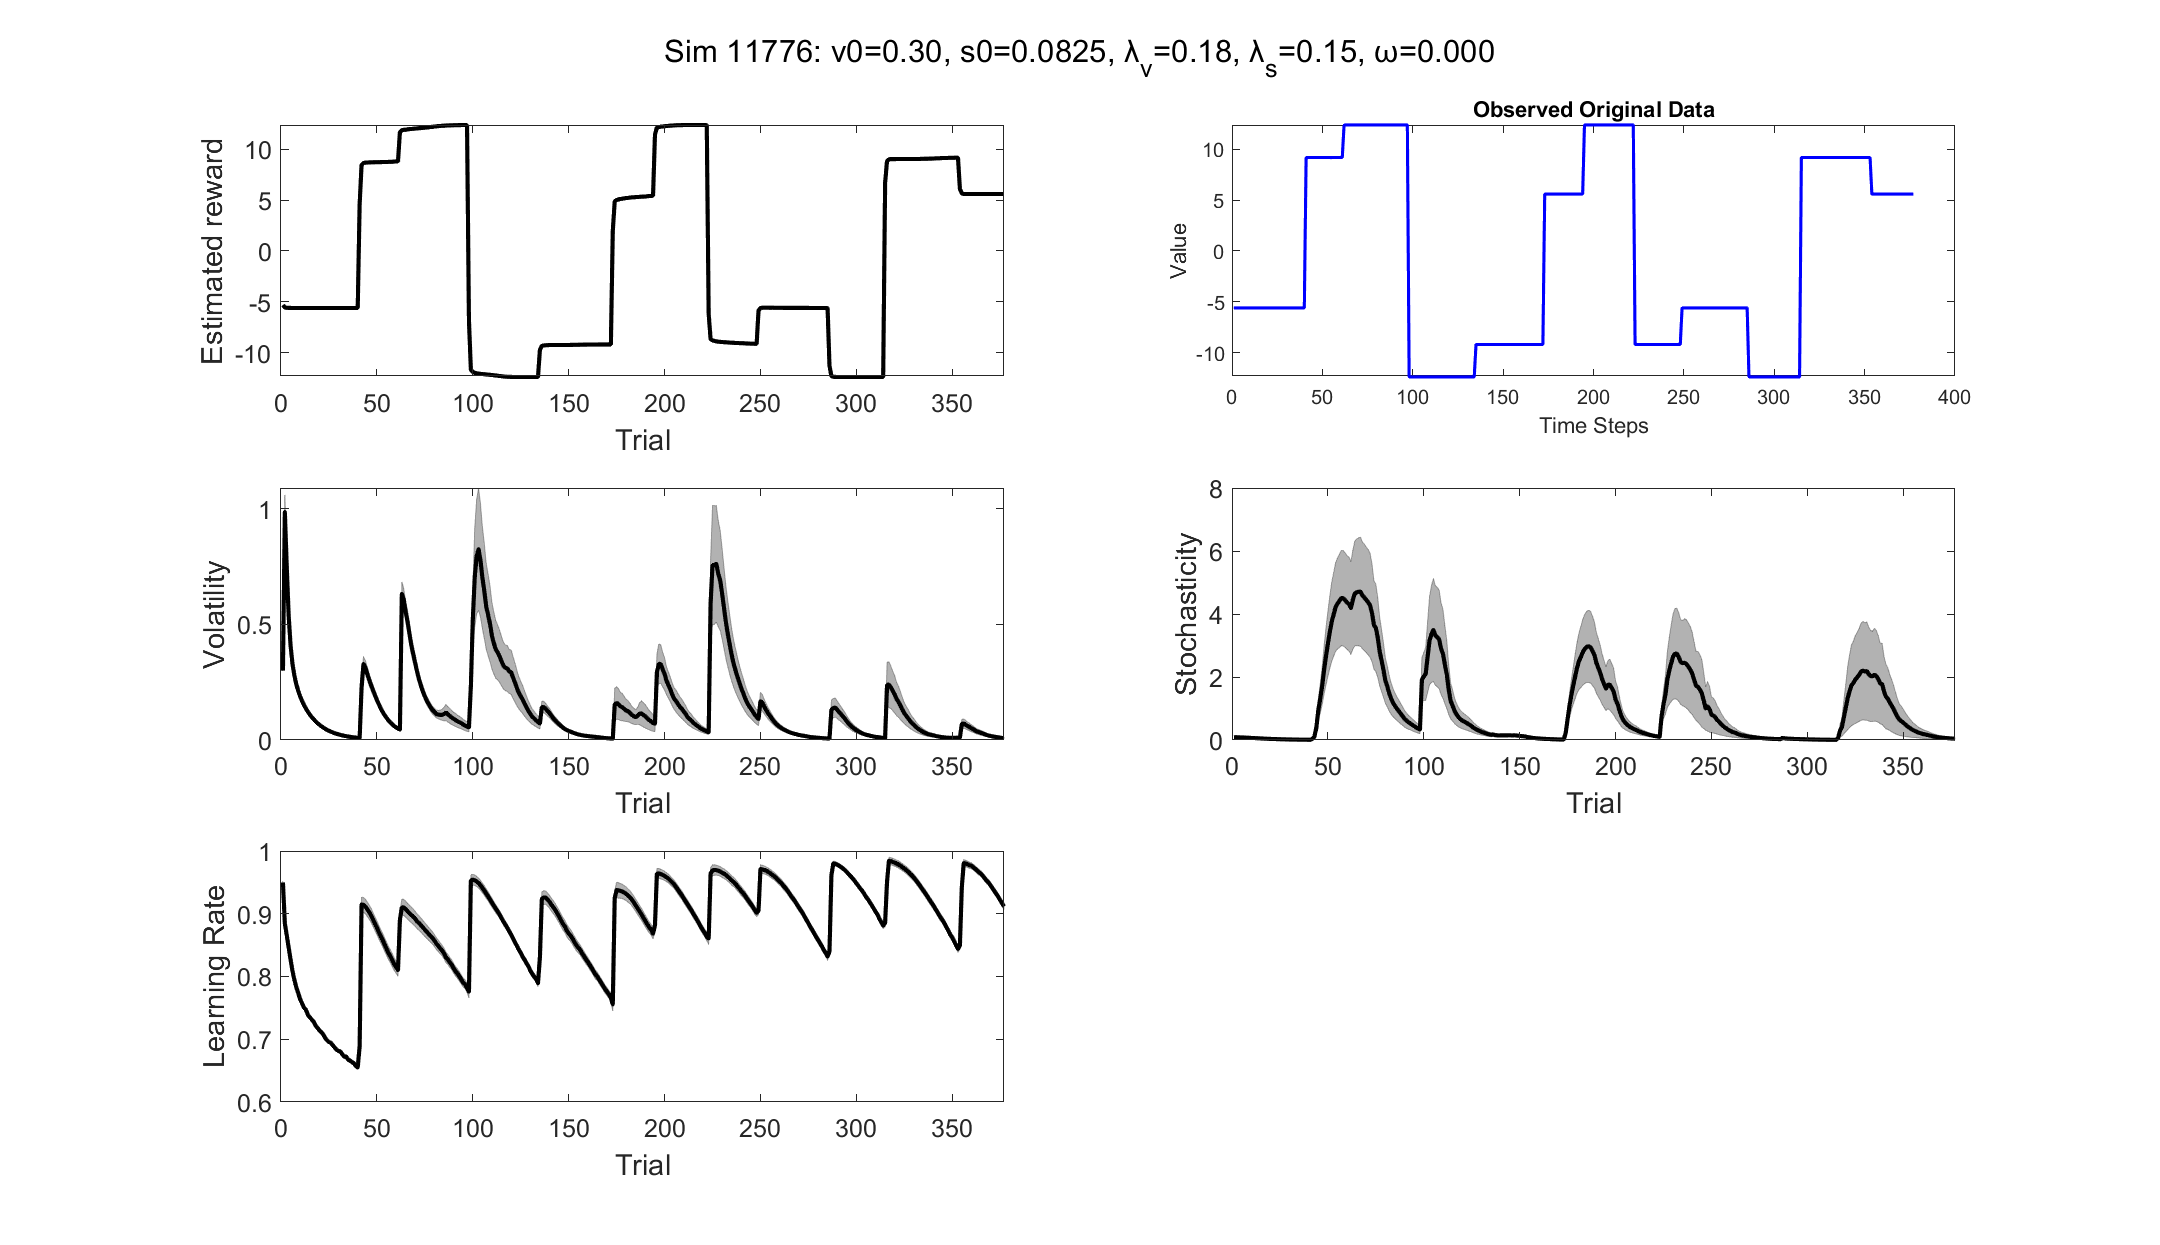 Sim 11776: v0=0.30, s0=0.0825, λ_v=0.18, λ_s=0.15, ω=0.000
Estimated reward
10
5
0
-5
-10
0 50 100 150 200 250 300 350
Trial
Observed Original Data
Value
10
5
0
-5
-10
0 50 100 150 200 250 300 350 400
Time Steps
Volatility
1
0.5
0
0 50 100 150 200 250 300 350
Trial
Stochasticity
8
6
4
2
0
0 50 100 150 200 250 300 350
Trial
Learning Rate
1
0.9
0.8
0.7
0.6
0 50 100 150 200 250 300 350
Trial